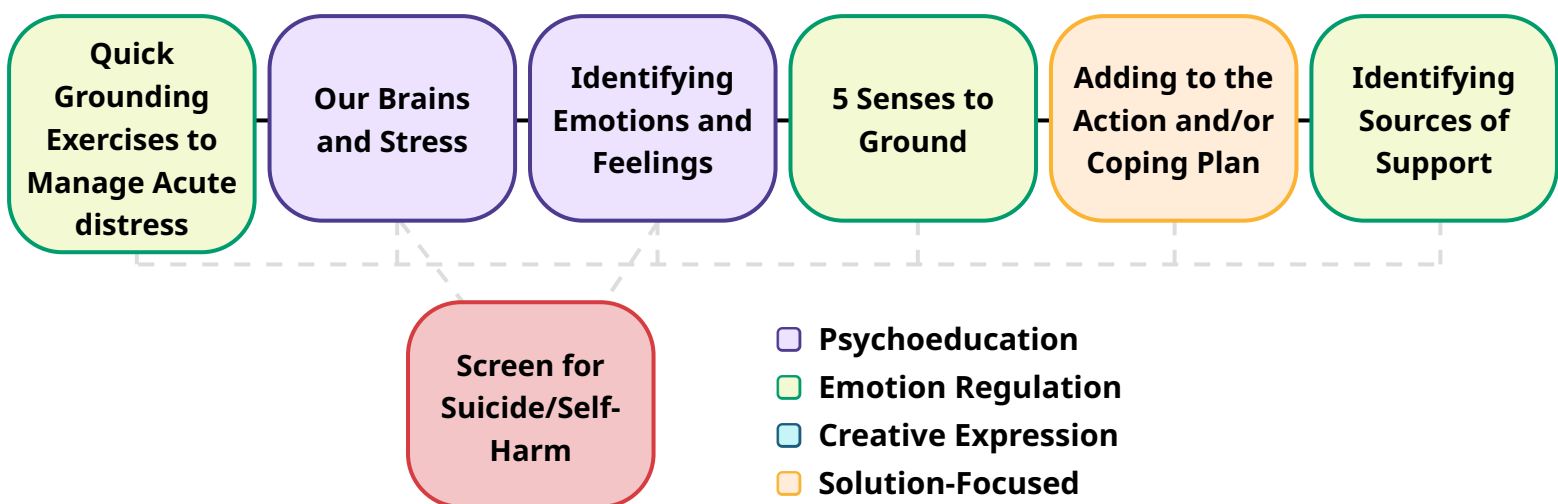 Quick
Grounding
Exercises to
Manage Acute
distress
Our Brains
and Stress
Identifying
Emotions and
Feelings
5 Senses to
Ground
Adding to the
Action and/or
Coping Plan
Identifying
Sources of
Support
Screen for
Suicide/Self-
Harm
Psychoeducation
Emotion Regulation
Creative Expression
Solution-Focused